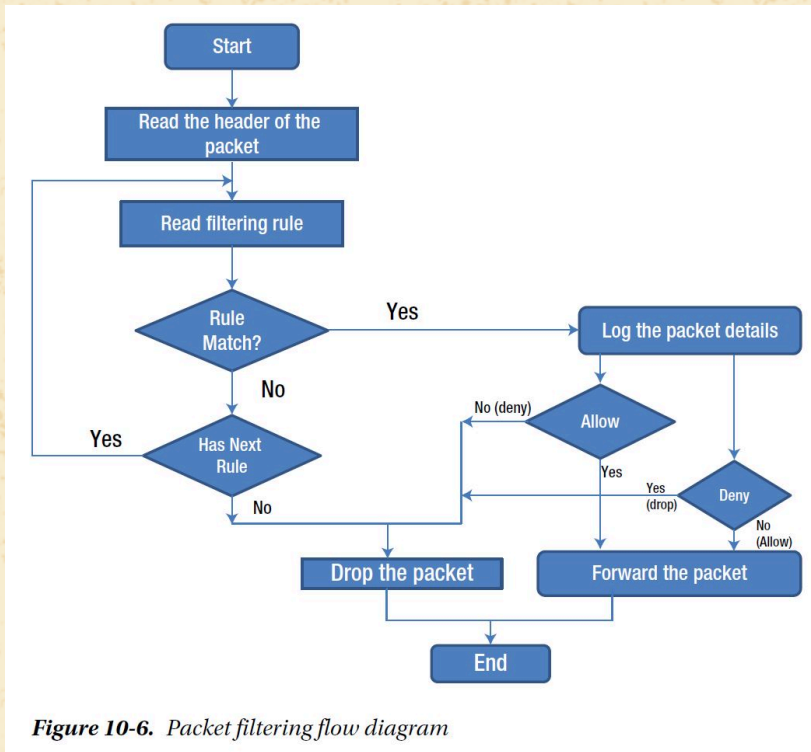 Start
Read the header of the
packet
Read filtering rule
Rule
Match?
Yes
Log the packet details
No
No (deny)
Allow
Yes
Has Next
Rule
Yes
Yes
(drop)
Deny
No
No
(Allow)
Drop the packet
Forward the packet
End
Figure 10-6. Packet filtering flow diagram